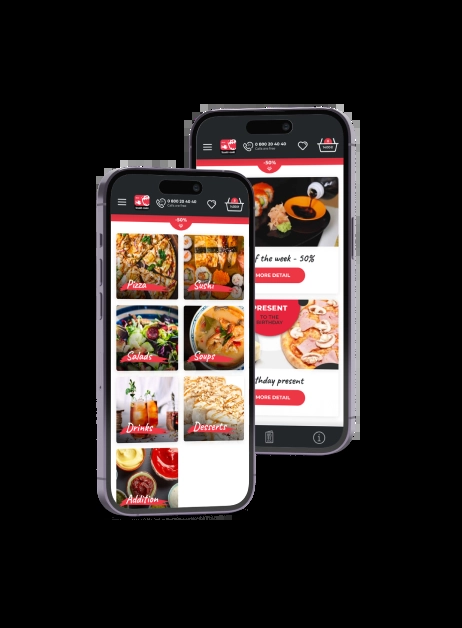 0 800 20 40 40
Calls are free
-50%
Pizza
Sushi
Salads
Soups
Drinks
Desserts
Addition
0 800 20 40 40
Calls are free
-50%
f the week - 50%
MORE DETAIL
PRESENT
TO THE
BIRTHDAY
thday present
MORE DETAIL